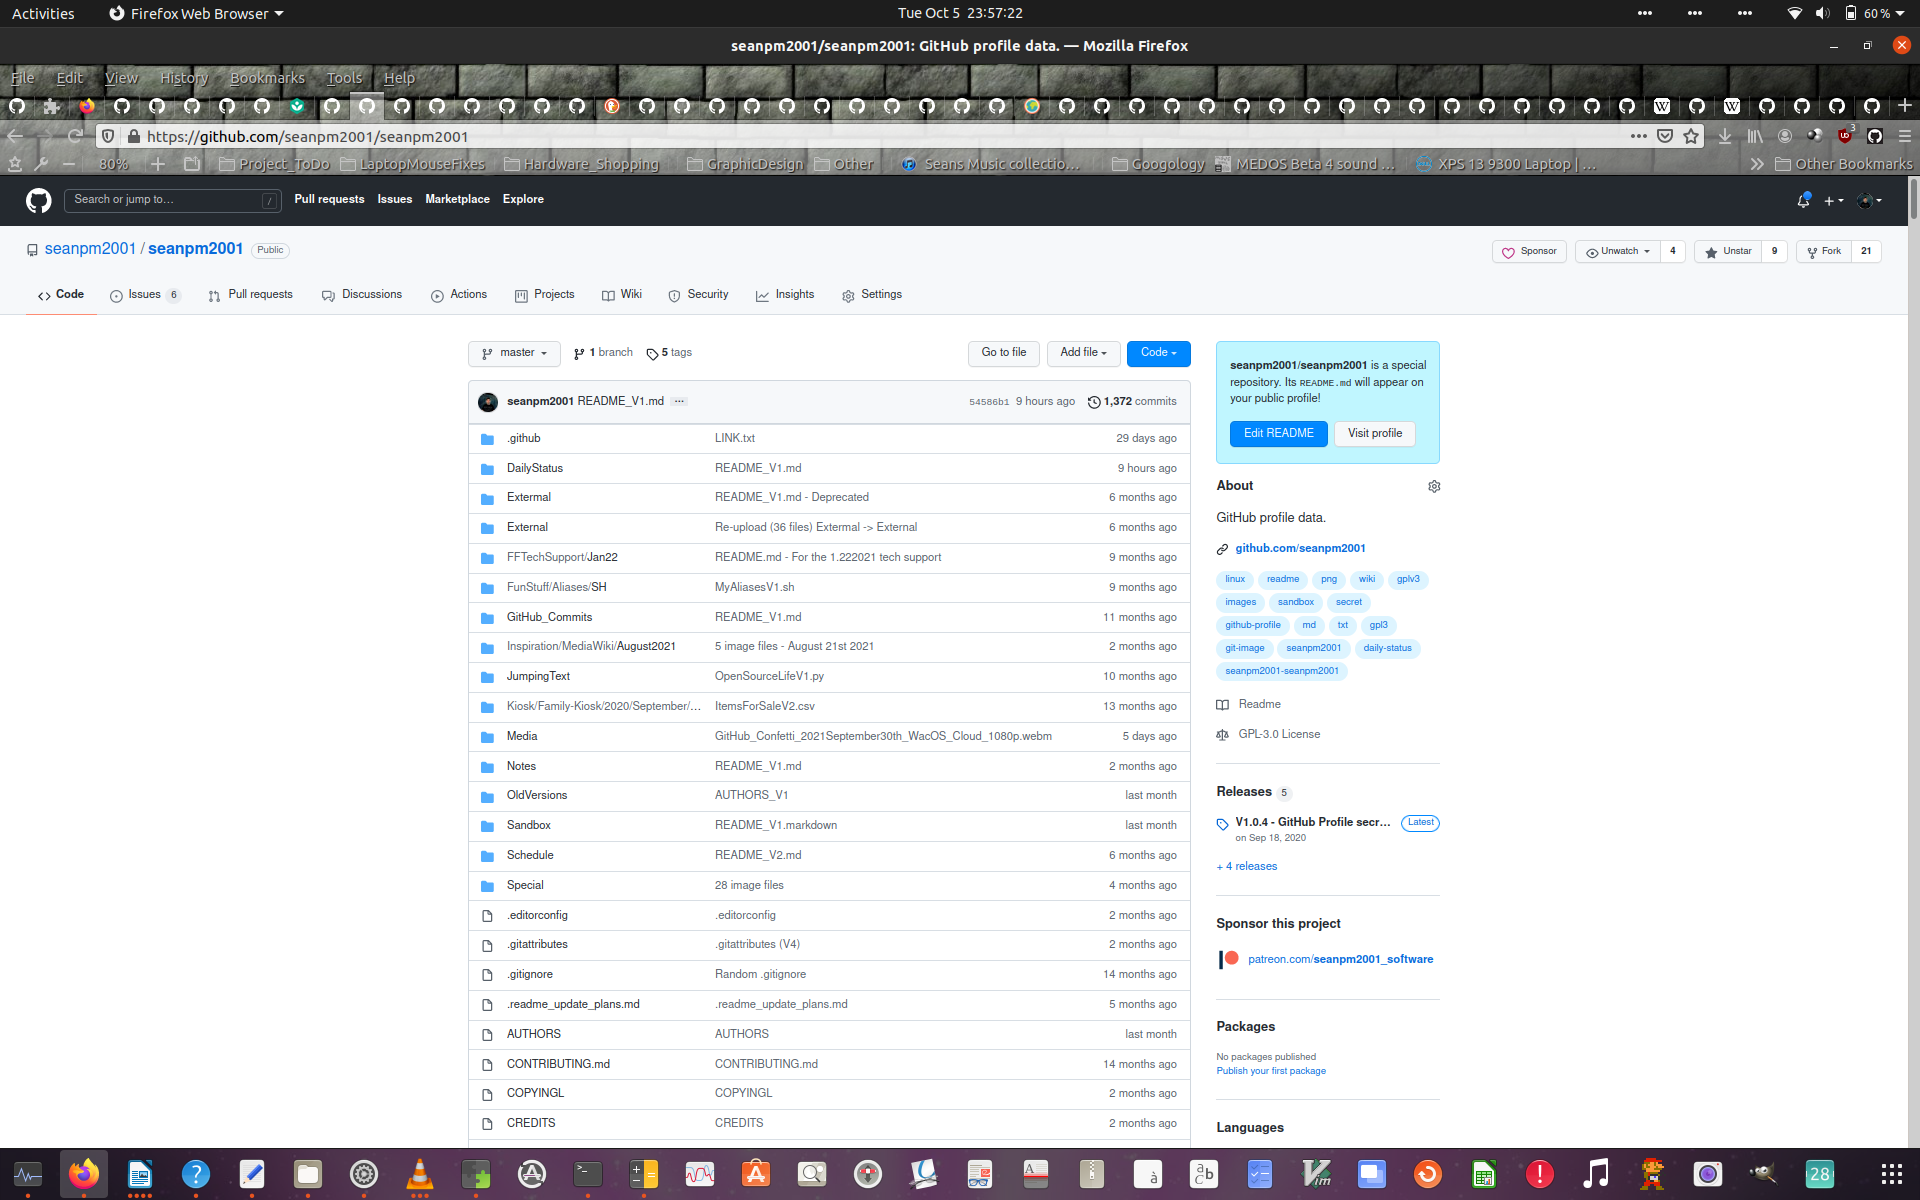 Activities Firefox Web Browser Tue Oct 5 23:57:22 60 %
seanpm2001/seanpm2001: GitHub profile data. — Mozilla Firefox
File Edit View History Bookmarks Tools Help
https://github.com/seanpm2001/seanpm2001 3
80% Project_ToDo LaptopMouseFixes Hardware_Shopping GraphicDesign Other Seans Music collectio… Googology MEDOS Beta 4 sound … XPS 13 9300 Laptop | … Other Bookmarks
Search or jump to… / Pull requests Issues Marketplace Explore
seanpm2001 / seanpm2001 Public Sponsor Unwatch 4 Unstar 9 Fork 21
Code Issues 6 Pull requests Discussions Actions Projects Wiki Security Insights Settings
master 1 branch 5 tags Go to file Add file Code
seanpm2001 README_V1.md ... 54586b1 9 hours ago 1,372 commits
.github LINK.txt 29 days ago
DailyStatus README_V1.md 9 hours ago
Extermal README_V1.md - Deprecated 6 months ago
External Re-upload (36 files) Extermal -> External 6 months ago
FFTechSupport/Jan22 README.md - For the 1.222021 tech support 9 months ago
FunStuff/Aliases/SH MyAliasesV1.sh 9 months ago
GitHub_Commits README_V1.md 11 months ago
Inspiration/MediaWiki/August2021 5 image files - August 21st 2021 2 months ago
JumpingText OpenSourceLifeV1.py 10 months ago
Kiosk/Family-Kiosk/2020/September/… ItemsForSaleV2.csv 13 months ago
Media GitHub_Confetti_2021September30th_WacOS_Cloud_1080p.webm 5 days ago
Notes README_V1.md 2 months ago
OldVersions AUTHORS_V1 last month
Sandbox README_V1.markdown last month
Schedule README_V2.md 6 months ago
Special 28 image files 4 months ago
.editorconfig .editorconfig 2 months ago
.gitattributes .gitattributes (V4) 2 months ago
.gitignore Random .gitignore 14 months ago
.readme_update_plans.md .readme_update_plans.md 5 months ago
AUTHORS AUTHORS last month
CONTRIBUTING.md CONTRIBUTING.md 14 months ago
COPYINGL COPYINGL 2 months ago
CREDITS CREDITS 2 months ago
seanpm2001/seanpm2001 is a special
repository. Its README.md will appear on
your public profile!
Edit README Visit profile
About
GitHub profile data.
github.com/seanpm2001
linux readme png wiki gplv3
images sandbox secret
github-profile md txt gpl3
git-image seanpm2001 daily-status
seanpm2001-seanpm2001
Readme
GPL-3.0 License
Releases 5
V1.0.4 - GitHub Profile secr... Latest
on Sep 18, 2020
+ 4 releases
Sponsor this project
patreon.com/seanpm2001_software
Packages
No packages published
Publish your first package
Languages
28